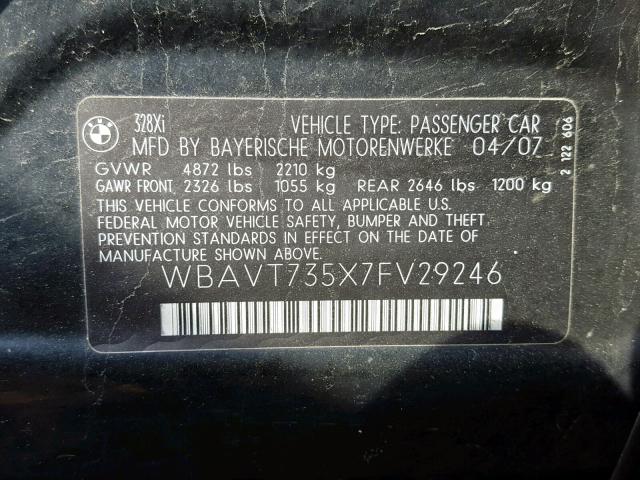 BMW
328Xi VEHICLE TYPE: PASSENGER CAR
MFD BY BAYERISCHE MOTORENWERKE 04/07
GVWR 4872 lbs 2210 kg
GAWR FRONT 2326 lbs 1055 kg REAR 2646 lbs 1200 kg
THIS VEHICLE CONFORMS TO ALL APPLICABLE U.S.
FEDERAL MOTOR VEHICLE SAFETY, BUMPER AND THEFT
PREVENTION STANDARDS IN EFFECT ON THE DATE OF
MANUFACTURE SHOWN ABOVE.
WBAVT735X7FV29246
2 122 606